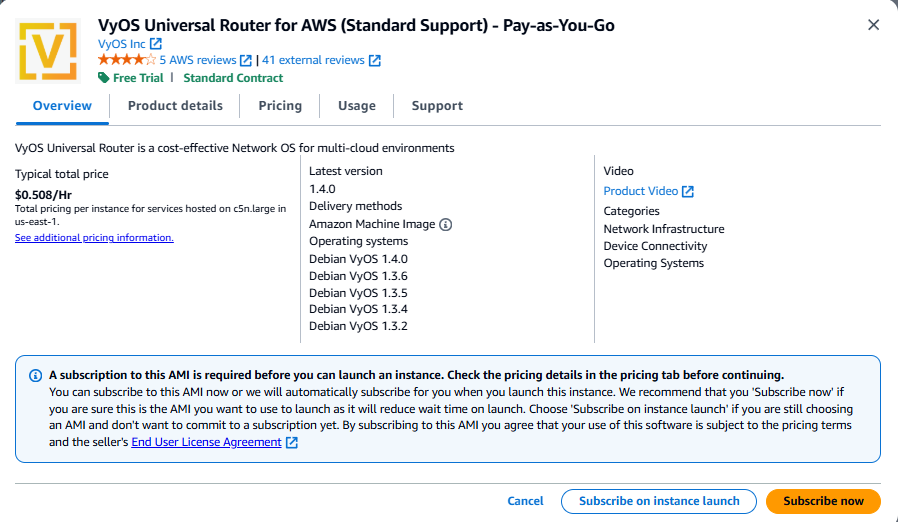 VyOS Universal Router for AWS (Standard Support) - Pay-as-You-Go
VyOS Inc
5 AWS reviews | 41 external reviews
Free Trial | Standard Contract
Overview Product details Pricing Usage Support
VyOS Universal Router is a cost-effective Network OS for multi-cloud environments
Typical total price
$0.508/Hr
Total pricing per instance for services hosted on c5n.large in
us-east-1.
See additional pricing information.
Latest version
1.4.0
Delivery methods
Amazon Machine Image
Operating systems
Debian VyOS 1.4.0
Debian VyOS 1.3.6
Debian VyOS 1.3.5
Debian VyOS 1.3.4
Debian VyOS 1.3.2
Video
Product Video
Categories
Network Infrastructure
Device Connectivity
Operating Systems
A subscription to this AMI is required before you can launch an instance. Check the pricing details in the pricing tab before continuing.
You can subscribe to this AMI now or we will automatically subscribe for you when you launch this instance. We recommend that you 'Subscribe now' if
you are sure this is the AMI you want to use to launch as it will reduce wait time on launch. Choose 'Subscribe on instance launch' if you are still choosing
an AMI and don't want to commit to a subscription yet. By subscribing to this AMI you agree that your use of this software is subject to the pricing terms
and the seller's End User License Agreement
Cancel Subscribe on instance launch Subscribe now